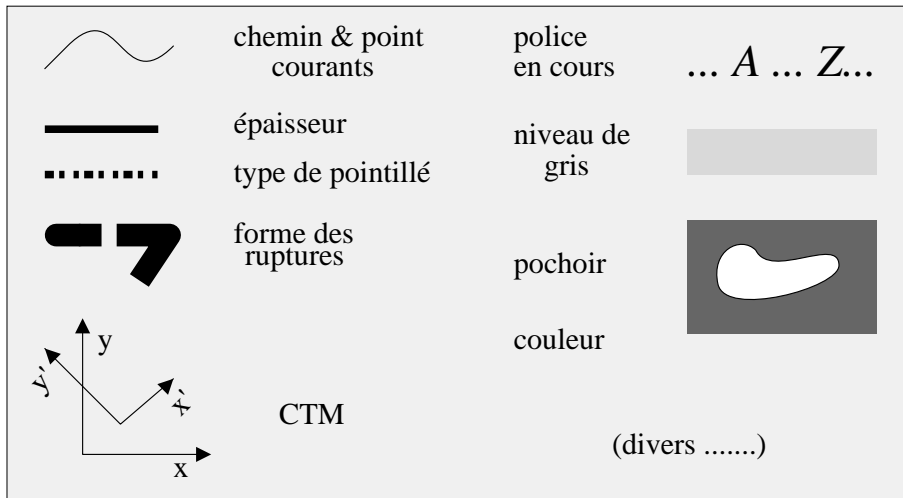 chemin & point
courants
police
en cours
... A ... Z...
épaisseur
type de pointillé
niveau de
gris
forme des
ruptures
pochoir
couleur
y
y'
x'
x
CTM
(divers .......)